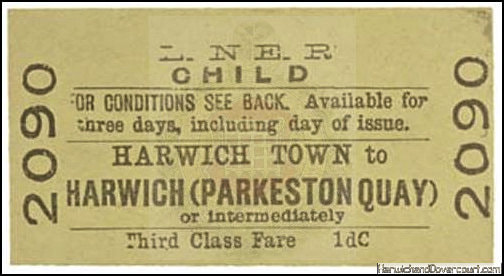 L. N. E. R
CHILD
FOR CONDITIONS SEE BACK. Available for
three days, including day of issue.
HARWICH TOWN to
HARWICH (PARKESTON QUAY)
or intermediately
Third Class Fare 1dC
2090
2090
HarwichandDovercourt.com